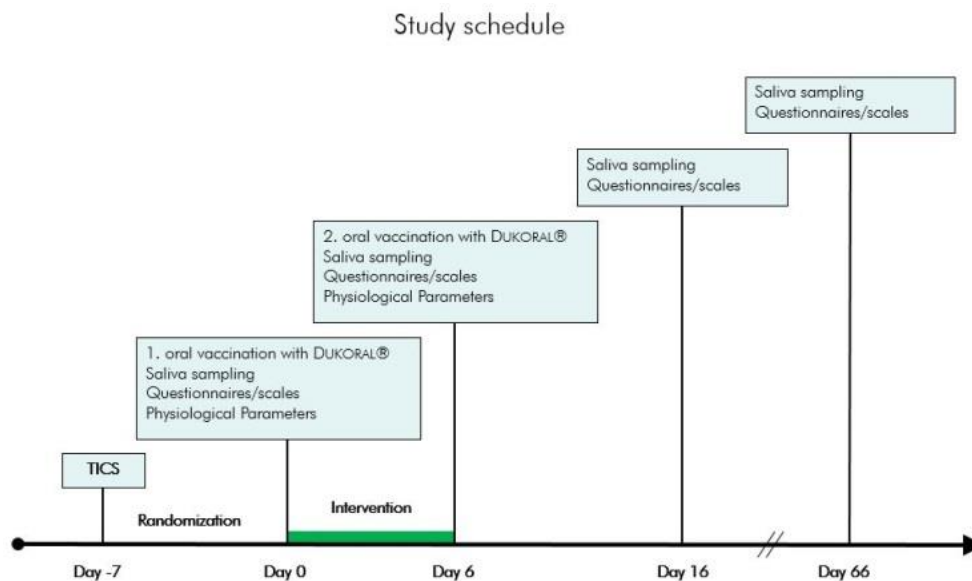 Study schedule
Saliva sampling
Questionnaires/scales
Saliva sampling
Questionnaires/scales
2. oral vaccination with DUKORAL®
Saliva sampling
Questionnaires/scales
Physiological Parameters
1. oral vaccination with DUKORAL®
Saliva sampling
Questionnaires/scales
Physiological Parameters
TICS
Randomization
Intervention
Day -7
Day 0
Day 6
Day 16
Day 66